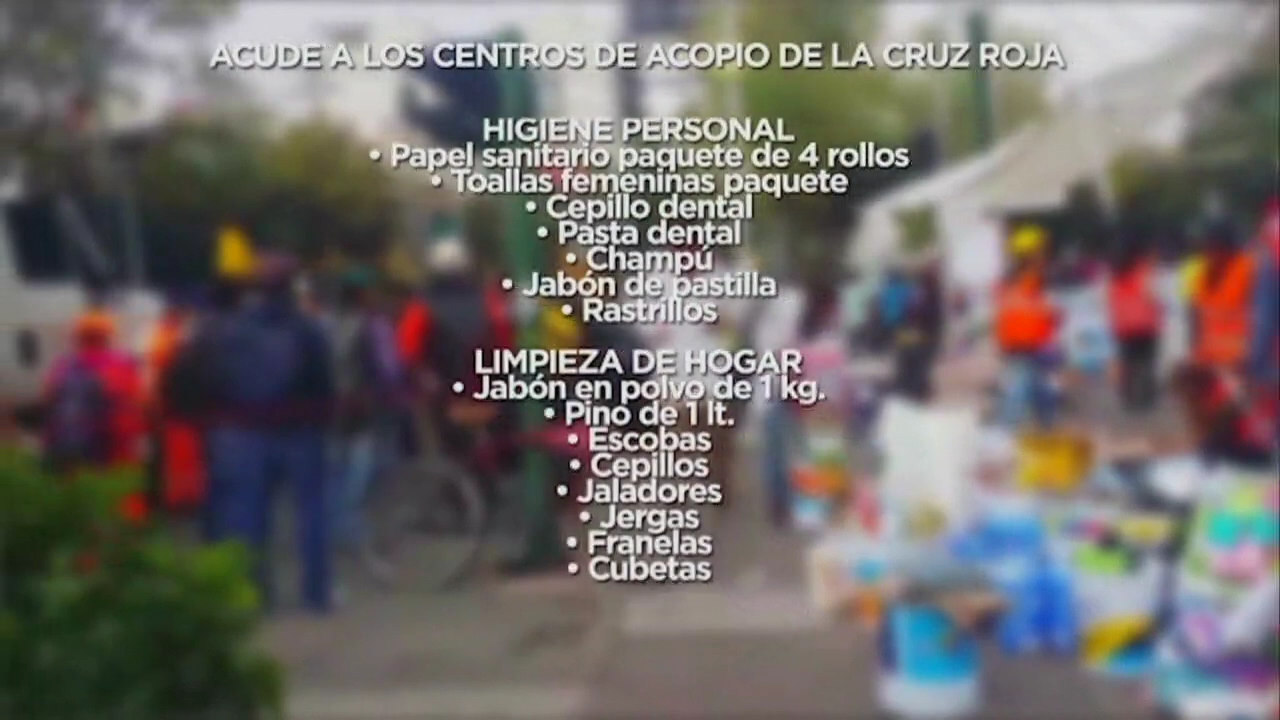 ACUDE A LOS CENTROS DE ACOPIO DE LA CRUZ ROJA
HIGIENE PERSONAL
• Papel sanitario paquete de 4 rollos
• Toallas femeninas paquete
• Cepillo dental
• Pasta dental
• Champú
• Jabón de pastilla
• Rastrillos
LIMPIEZA DE HOGAR
• Jabón en polvo de 1 kg.
• Pino de 1 lt.
• Escobas
• Cepillos
• Jaladores
• Jergas
• Franelas
• Cubetas